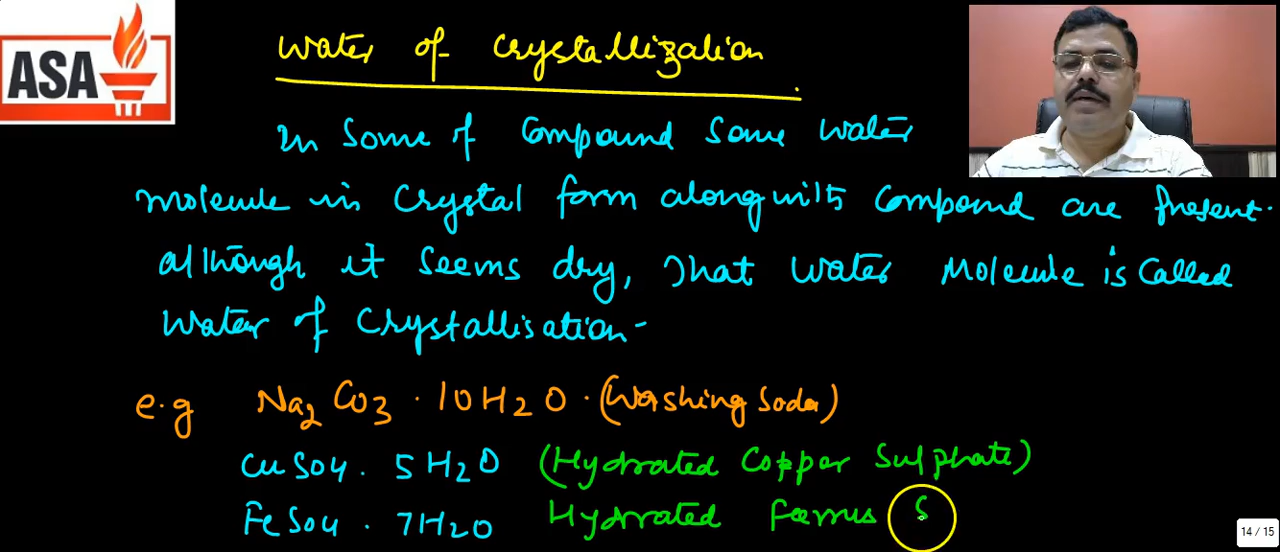 ASA
Water of Crystallization
In Some of Compound Some water
molecule in Crystal form along with Compound are present.
although it seems dry, That water Molecule is Called
Water of Crystallisation-
e.g Na2 CO3 . 10H2O . (Washing Soda)
CuSO4 . 5H2O (Hydrated Copper Sulphate)
FeSO4 . 7H2O Hydrated Ferrus S
14 / 15